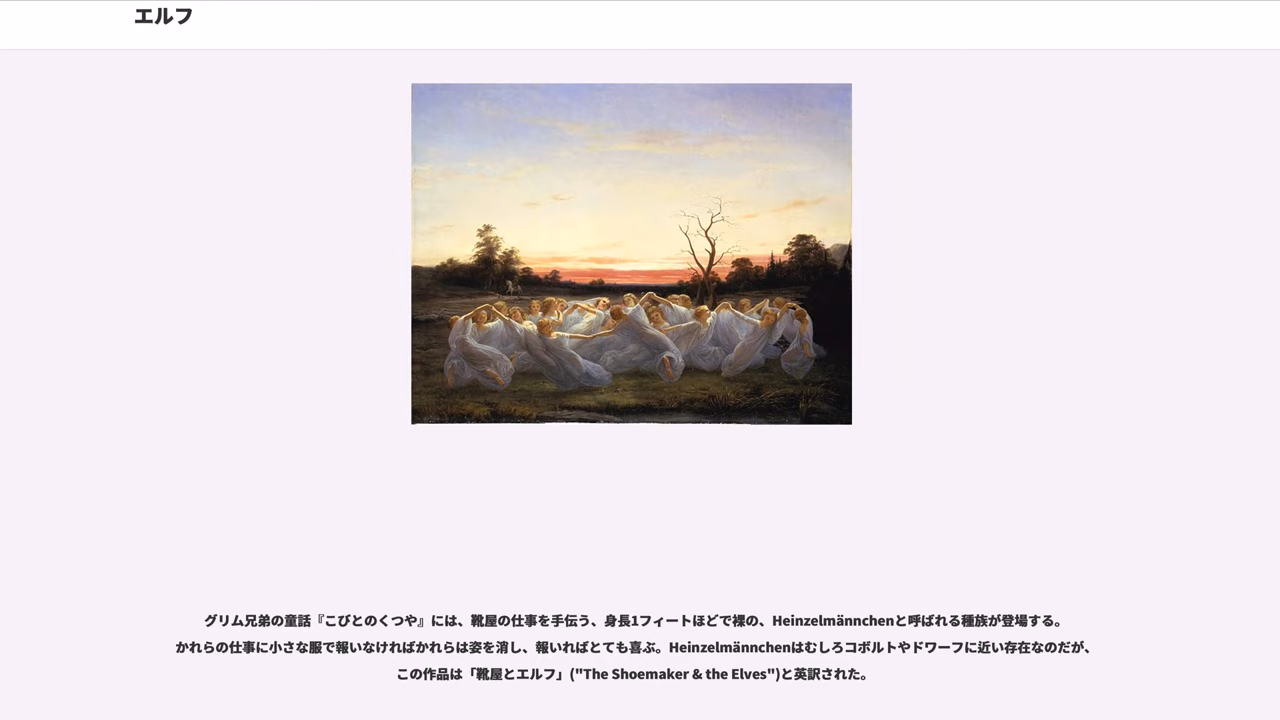 エルフ
グリム兄弟の童話『こびとのくつや』には、靴屋の仕事を手伝う、身長1フィートほどで裸の、Heinzelmännchenと呼ばれる種族が登場する。
かれらの仕事に小さな服で報いなければかれらは姿を消し、報いればとても喜ぶ。Heinzelmännchenはむしろコボルトやドワーフに近い存在なのだが、
この作品は「靴屋とエルフ」("The Shoemaker & the Elves")と英訳された。